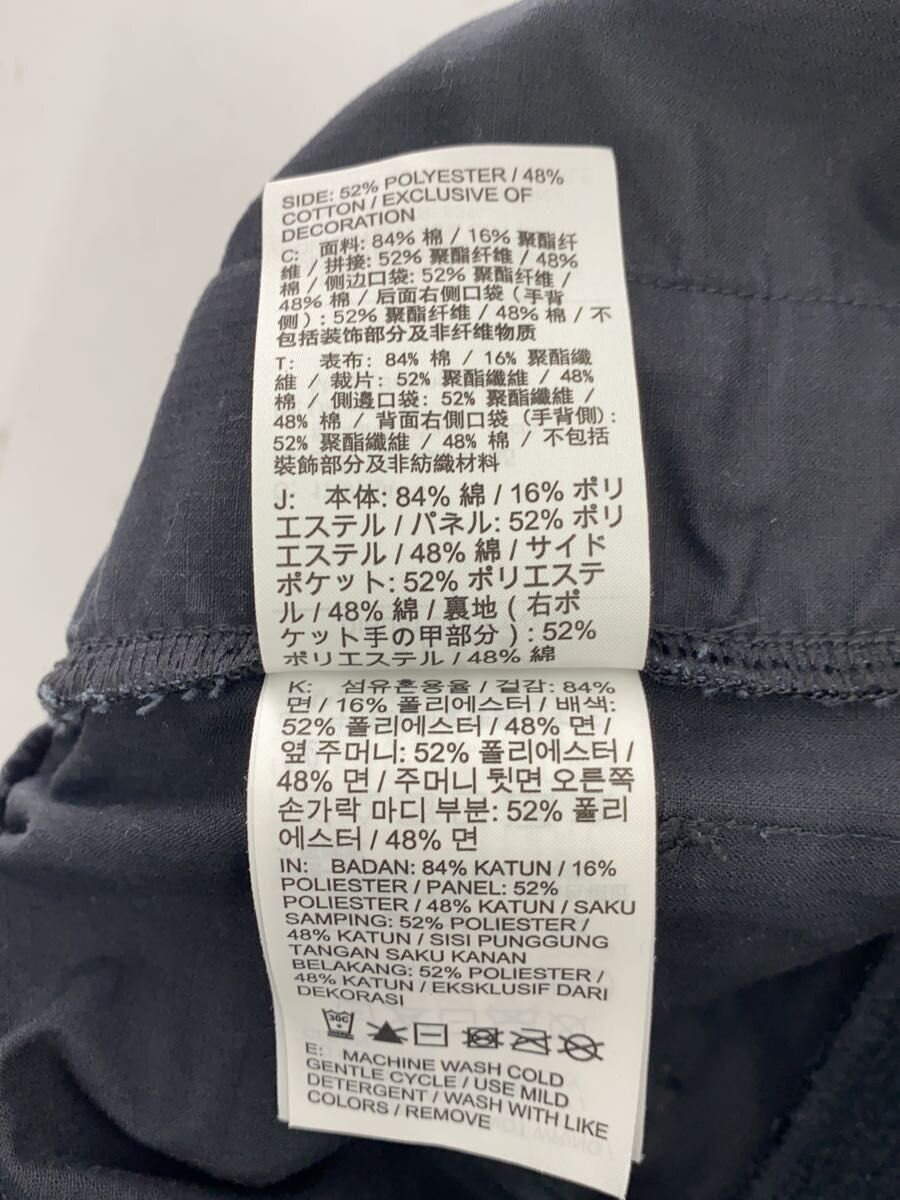 SIDE: 52% POLYESTER / 48%
COTTON / EXCLUSIVE OF
DECORATION
C: 面料: 84% 棉 / 16% 聚酯纤
维 / 拼接: 52% 聚酯纤维 / 48%
棉 / 侧边口袋: 52% 聚酯纤维 /
48% 棉 / 后面右侧口袋 (手背
侧) : 52% 聚酯纤维 / 48% 棉 / 不
包括装饰部分及非纤维物质
T: 表布: 84% 棉 / 16% 聚酯纖
維 / 裁片: 52% 聚酯纖維 / 48%
棉 / 側邊口袋: 52% 聚酯纖維 /
48% 棉 / 背面右側口袋 (手背側) :
52% 聚酯纖維 / 48% 棉 / 不包括
裝飾部分及非紡織材料
J: 本体: 84% 綿 / 16% ポリ
エステル / パネル: 52% ポリ
エステル / 48% 綿 / サイド
ポケット: 52% ポリエステ
ル / 48% 綿 / 裏地 ( 右ポ
ケット手の甲部分 ) : 52%
ポリエステル / 48% 綿
K: 섬유혼용율 / 겉감: 84%
면 / 16% 폴리에스터 / 배색:
52% 폴리에스터 / 48% 면 /
옆 주머니: 52% 폴리에스터 /
48% 면 / 주머니 뒷면 오른쪽
손가락 마디 부분: 52% 폴리
에스터 / 48% 면
IN: BADAN: 84% KATUN / 16%
POLIESTER / PANEL: 52%
POLIESTER / 48% KATUN / SAKU
SAMPING: 52% POLIESTER /
48% KATUN / SISI PUNGGUNG
TANGAN SAKU KANAN
BELAKANG: 52% POLIESTER /
48% KATUN / EKSKLUSIF DARI
DEKORASI
30C
E: MACHINE WASH COLD
GENTLE CYCLE / USE MILD
DETERGENT / WASH WITH LIKE
COLORS / REMOVE